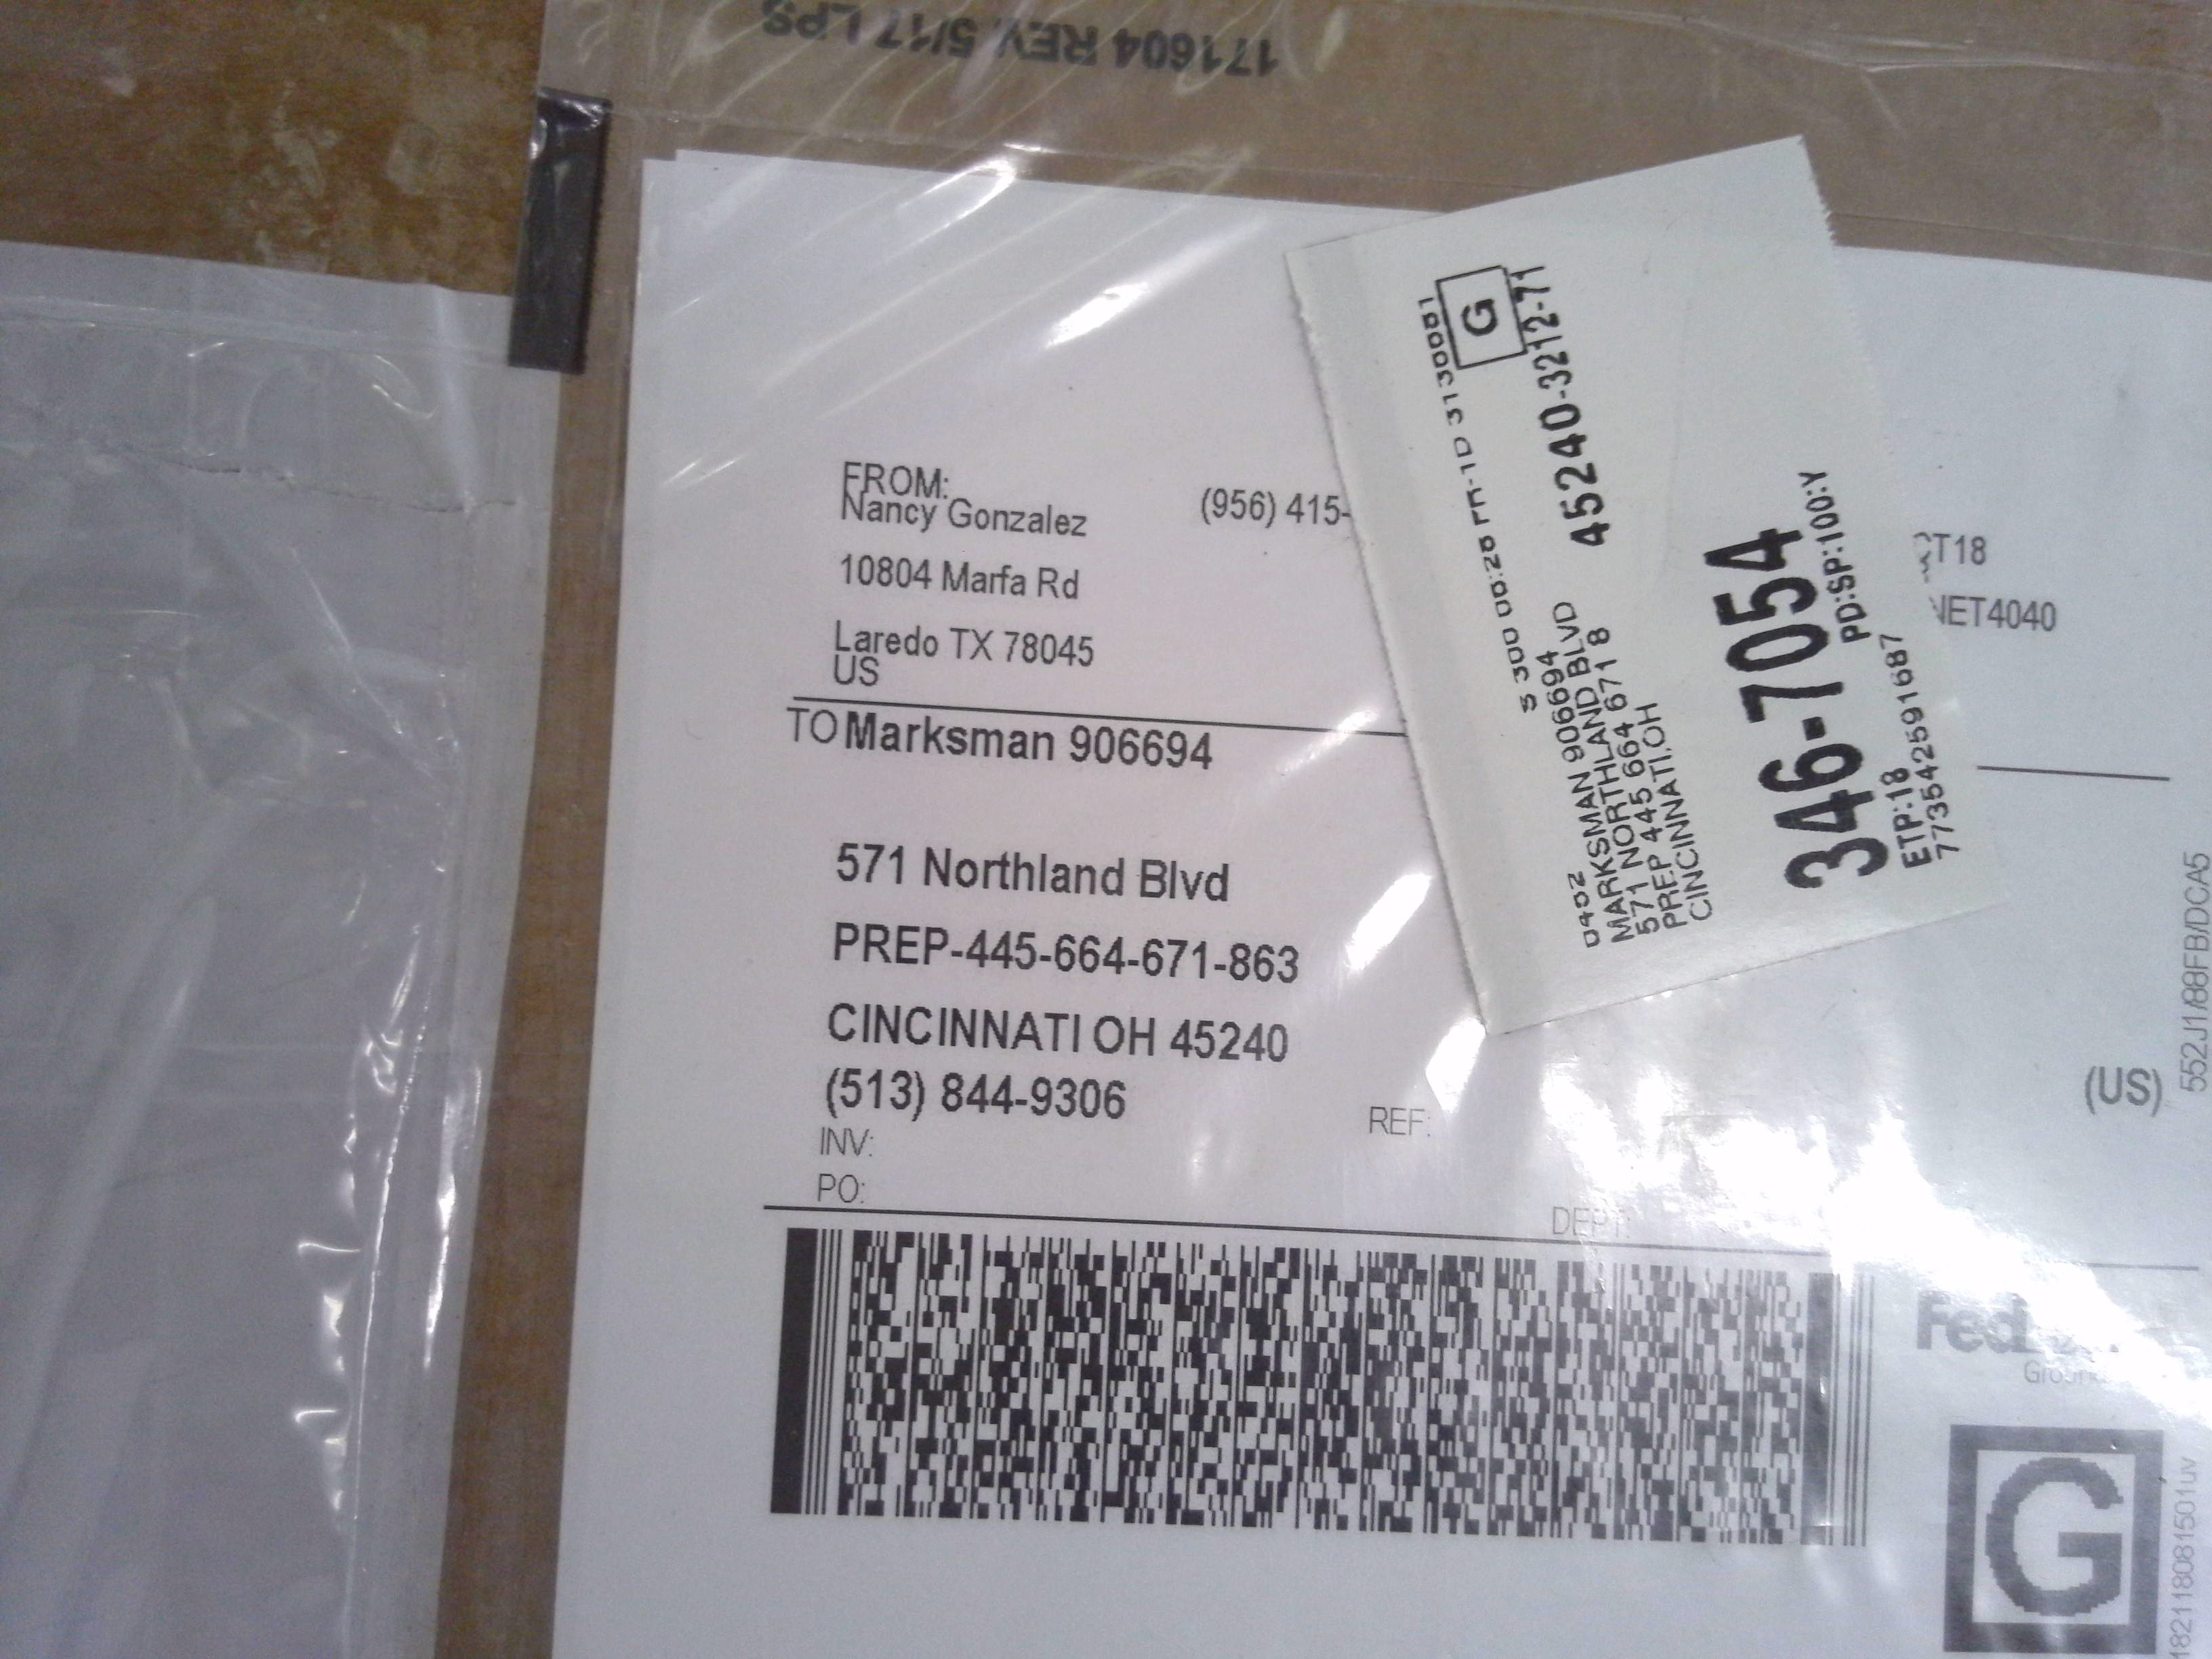 171604 REV. 5/17 LPS
FROM:
Nancy Gonzalez (956) 415-
10804 Marfa Rd
Laredo TX 78045
US
TO Marksman 906694
571 Northland Blvd
PREP-445-664-671-863
CINCINNATI OH 45240
(513) 844-9306
INV:
REF:
PO:
DEPT:
G
45240-3212-71
MARKSMAN 906694
571 NORTHLAND BLVD
PREP 445 664 671 8
CINCINNATI,OH
346-7054
PD:SP:100:Y
ETP:18
773542591687
T18
NET4040
(US)
552J1/88FB/DCA5
FedEx
Ground
G